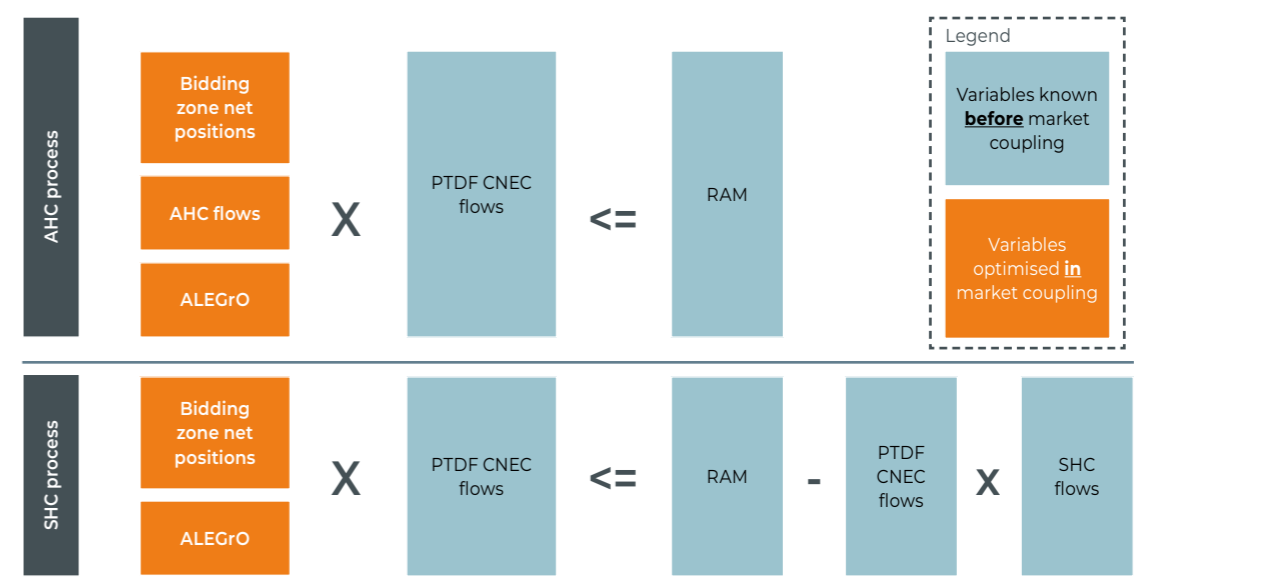 AHC process
Bidding
zone net
positions
AHC flows
ALEGrO
X
PTDF CNEC
flows
<=
RAM
Legend
Variables known
before market
coupling
Variables
optimised in
market coupling
SHC process
Bidding
zone net
positions
ALEGrO
X
PTDF CNEC
flows
<=
RAM
-
PTDF
CNEC
flows
x
SHC
flows